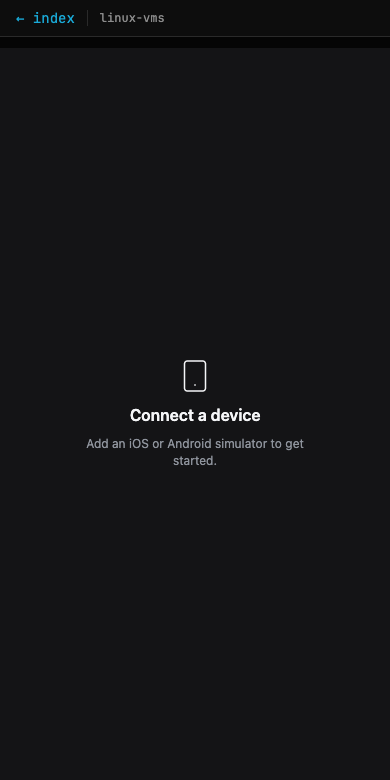 ← index
linux-vms
Connect a device
Add an iOS or Android simulator to get
started.